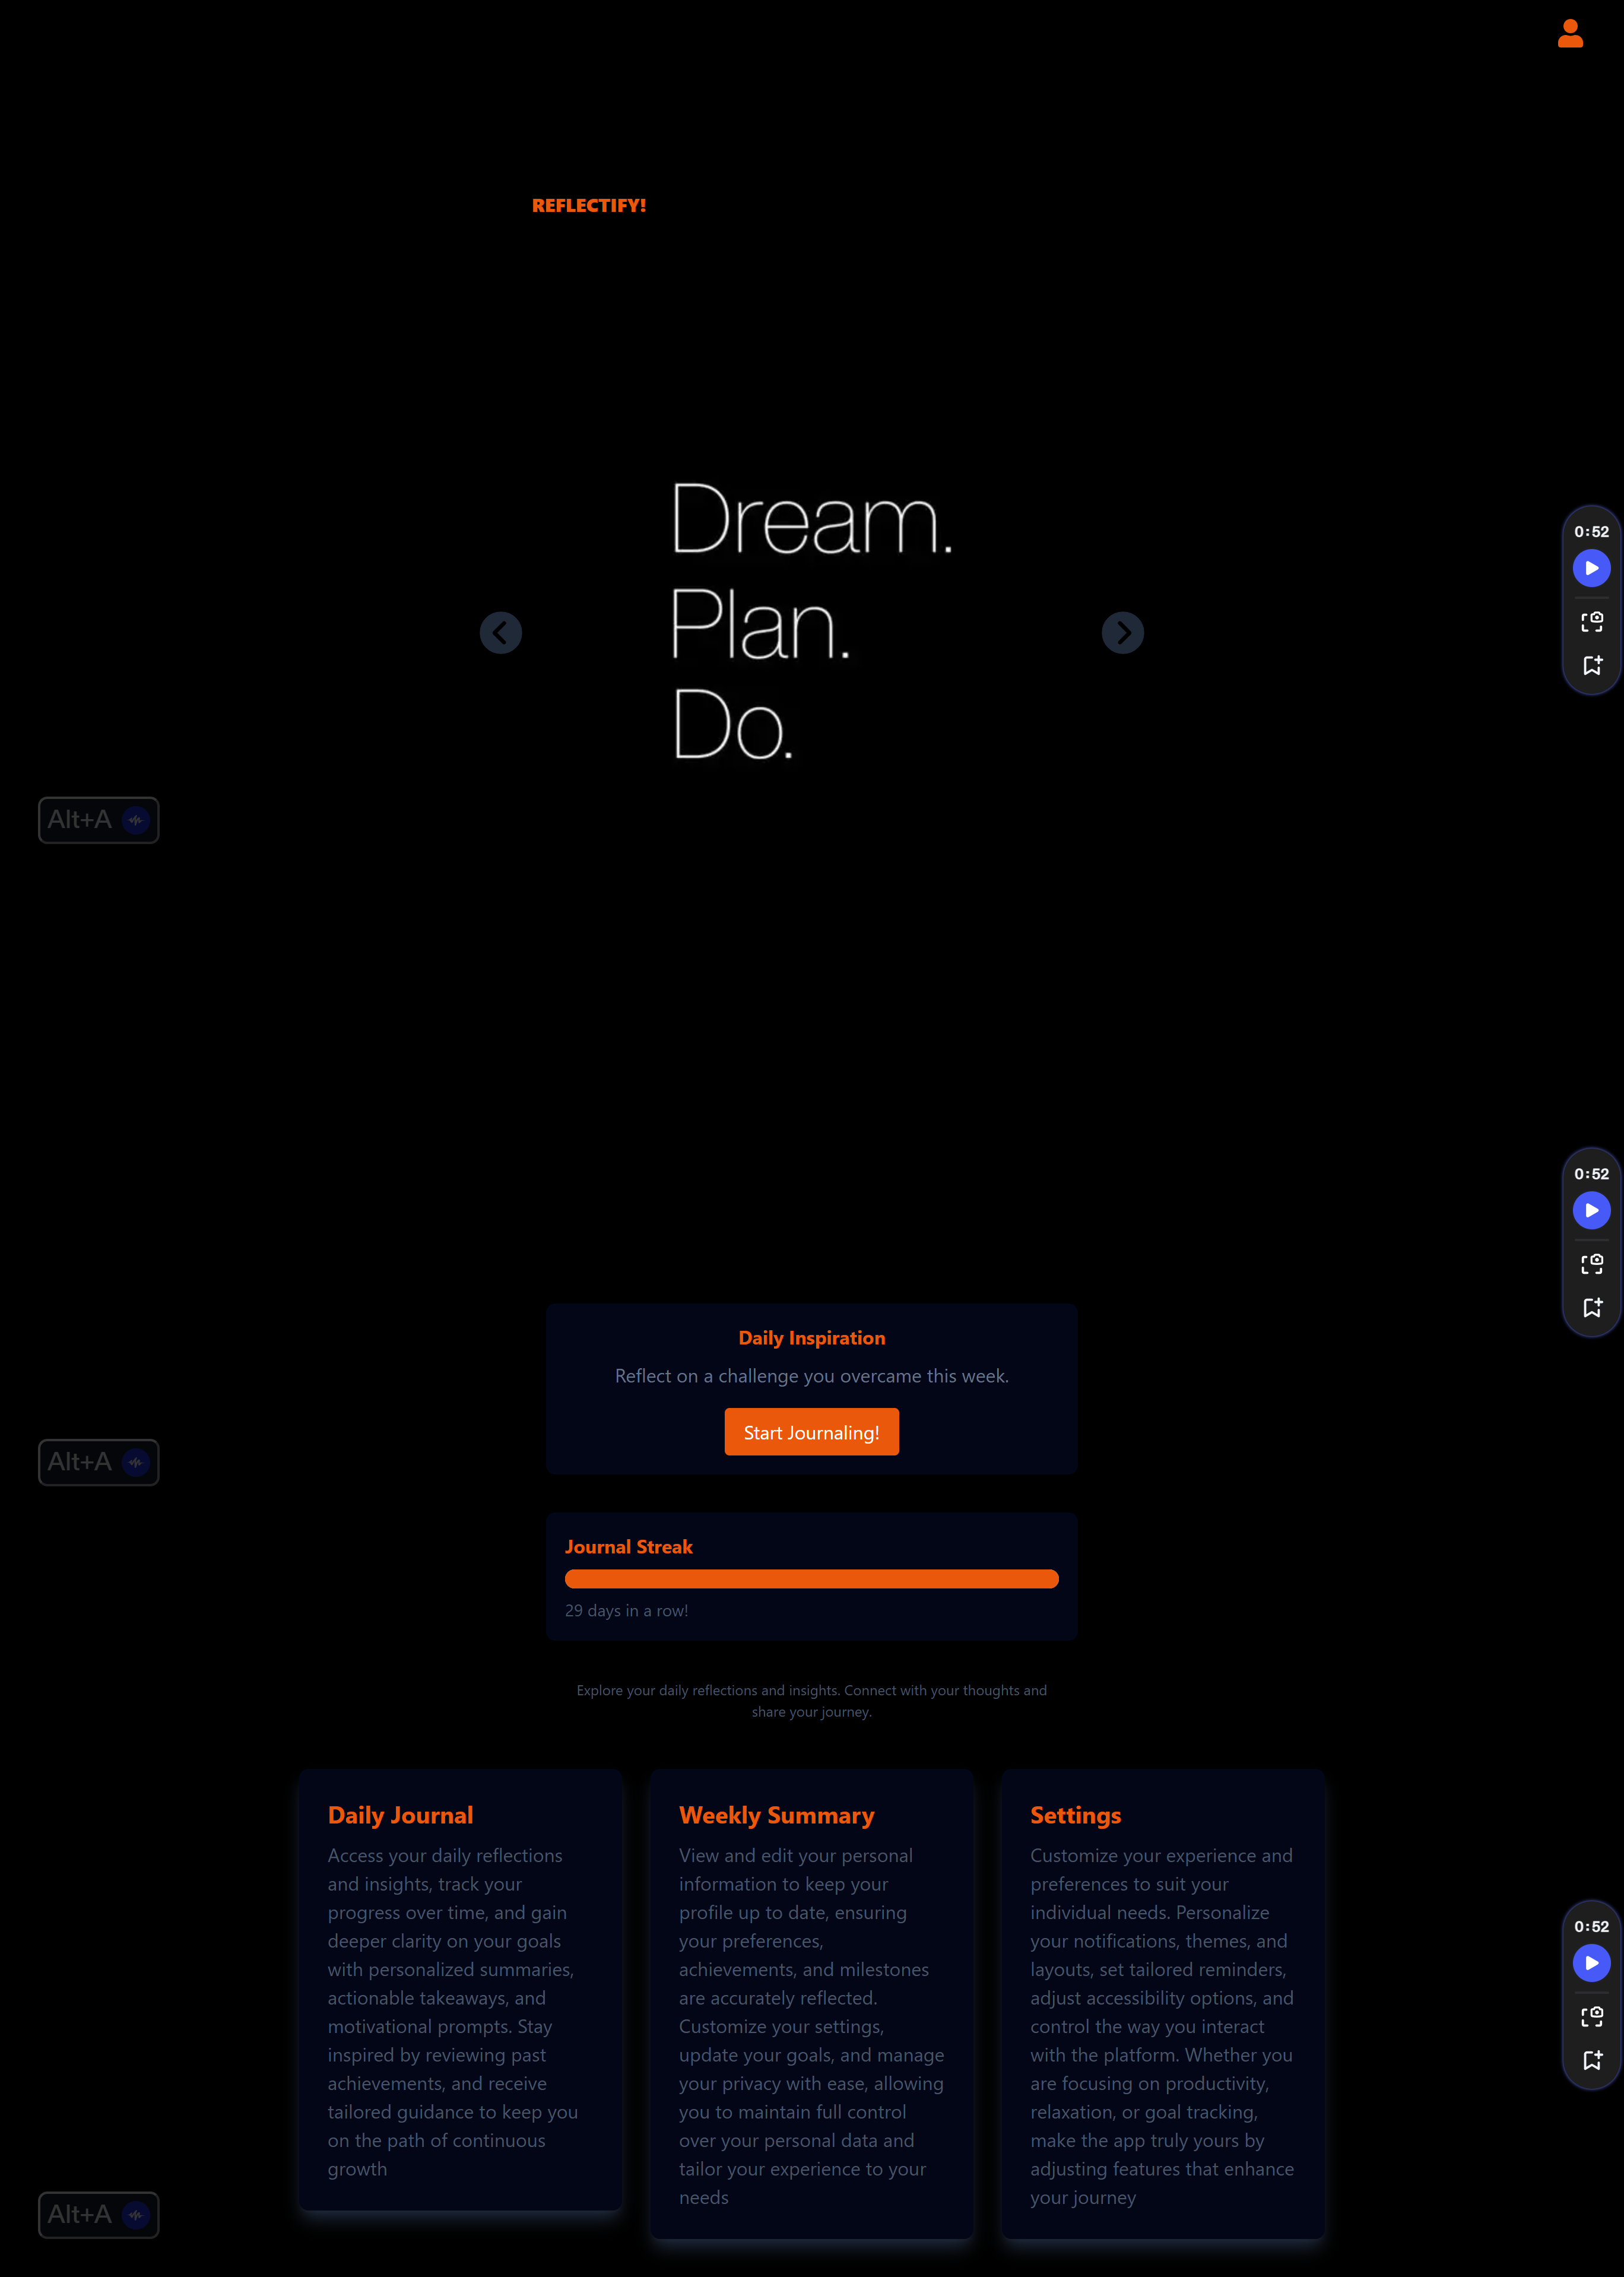 REFLECTIFY!
Dream.
Plan.
Do.
0:52
Alt+A
0:52
Daily Inspiration
Reflect on a challenge you overcame this week.
Start Journaling!
Alt+A
Journal Streak
29 days in a row!
Explore your daily reflections and insights. Connect with your thoughts and
share your journey.
Daily Journal
Access your daily reflections
and insights, track your
progress over time, and gain
deeper clarity on your goals
with personalized summaries,
actionable takeaways, and
motivational prompts. Stay
inspired by reviewing past
achievements, and receive
tailored guidance to keep you
on the path of continuous
growth
Weekly Summary
View and edit your personal
information to keep your
profile up to date, ensuring
your preferences,
achievements, and milestones
are accurately reflected.
Customize your settings,
update your goals, and manage
your privacy with ease, allowing
you to maintain full control
over your personal data and
tailor your experience to your
needs
Settings
Customize your experience and
preferences to suit your
individual needs. Personalize
your notifications, themes, and
layouts, set tailored reminders,
adjust accessibility options, and
control the way you interact
with the platform. Whether you
are focusing on productivity,
relaxation, or goal tracking,
make the app truly yours by
adjusting features that enhance
your journey
0:52
Alt+A